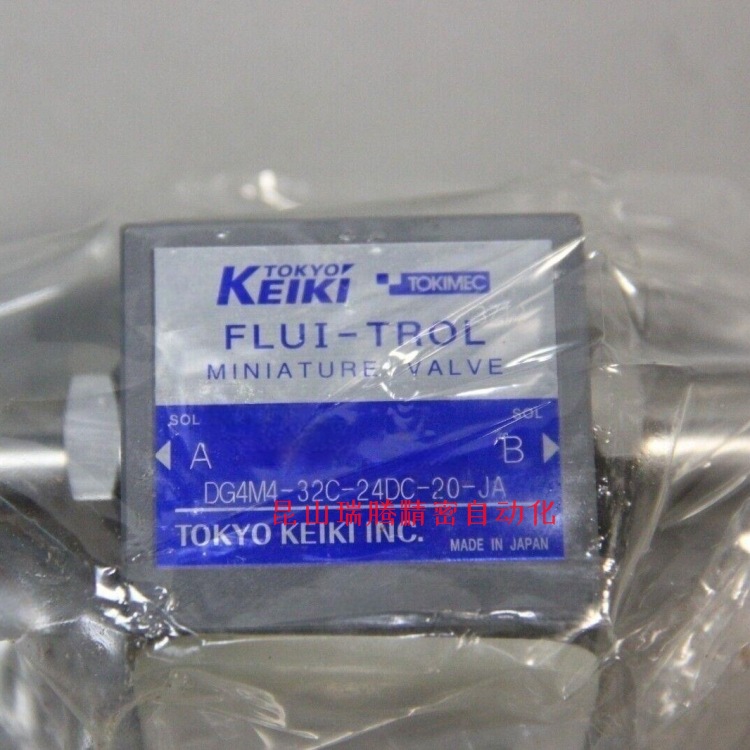 TOKYO KEIKI TOKIMEC
FLUI-TROL
MINIATURE VALVE
SOL SOL
A B
DG4M4-32C-24DC-20-JA
昆山瑞腾精密自动化
TOKYO KEIKI INC. MADE IN JAPAN